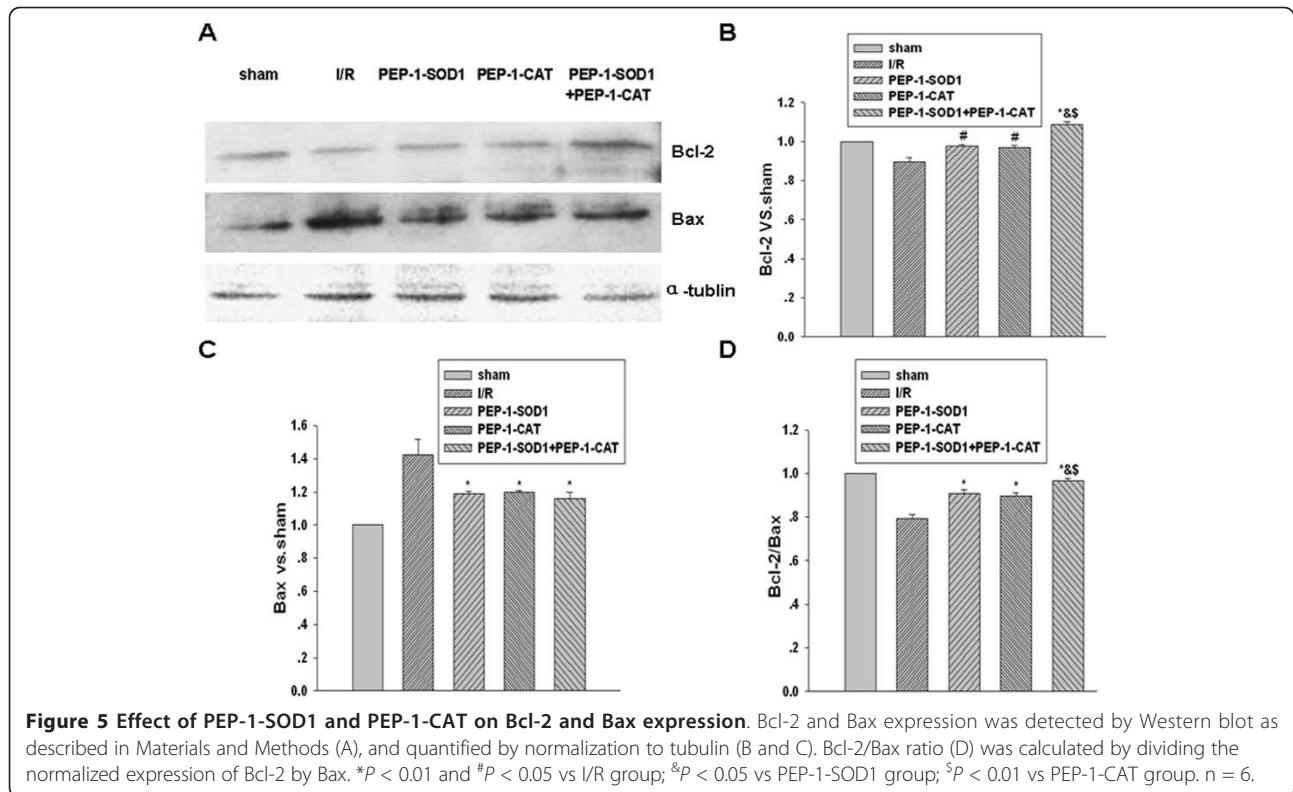 A
sham I/R PEP-1-SOD1 PEP-1-CAT PEP-1-SOD1
+PEP-1-CAT
Bcl-2
Bax
α-tublin
B
sham
I/R
PEP-1-SOD1
PEP-1-CAT
PEP-1-SOD1+PEP-1-CAT
Bcl-2 VS.sham
1.2
1.0
.8
.6
.4
.2
0.0
# # *&$
C
sham
I/R
PEP-1-SOD1
PEP-1-CAT
PEP-1-SOD1+PEP-1-CAT
Bax vs.sham
1.6
1.4
1.2
1.0
.8
.6
.4
.2
0.0
* * *
D
sham
I/R
PEP-1-SOD1
PEP-1-CAT
PEP-1-SOD1+PEP-1-CAT
Bcl-2/Bax
1.2
1.0
.8
.6
.4
.2
0.0
* * *&$
Figure 5 Effect of PEP-1-SOD1 and PEP-1-CAT on Bcl-2 and Bax expression. Bcl-2 and Bax expression was detected by Western blot as
described in Materials and Methods (A), and quantified by normalization to tubulin (B and C). Bcl-2/Bax ratio (D) was calculated by dividing the
normalized expression of Bcl-2 by Bax. *P < 0.01 and #P < 0.05 vs I/R group; &P < 0.05 vs PEP-1-SOD1 group; $P < 0.01 vs PEP-1-CAT group. n = 6.